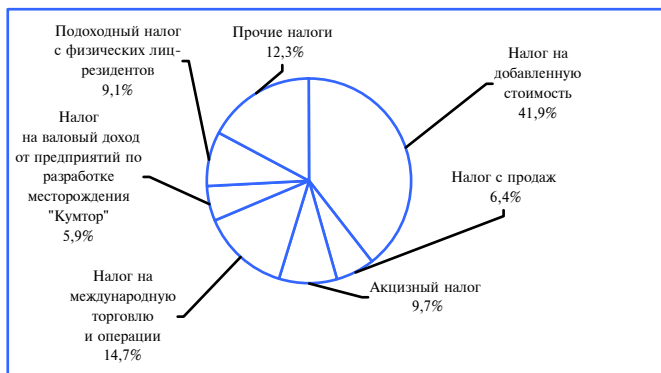 Подоходный налог
с физических лиц-
резидентов
9,1%
Прочие налоги
12,3%
Налог на
добавленную
стоимость
41,9%
Налог
на валовый доход
от предприятий по
разработке
месторождения
"Кумтор"
5,9%
Налог с продаж
6,4%
Налог на
международную
торговлю
и операции
14,7%
Акцизный налог
9,7%